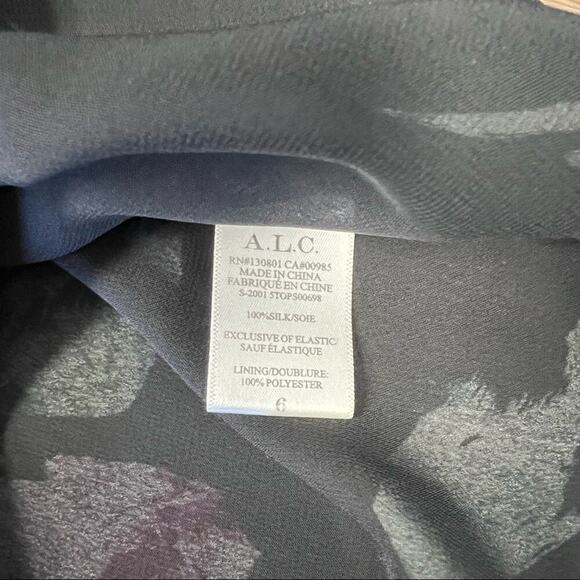 A.L.C.
RN#130801 CA#00985
MADE IN CHINA
FABRIQUÉ EN CHINE
S-2001 5TOPS00698
100%SILK/SOIE
EXCLUSIVE OF ELASTIC/
SAUF ÉLASTIQUE
LINING/DOUBLURE:
100% POLYESTER
6